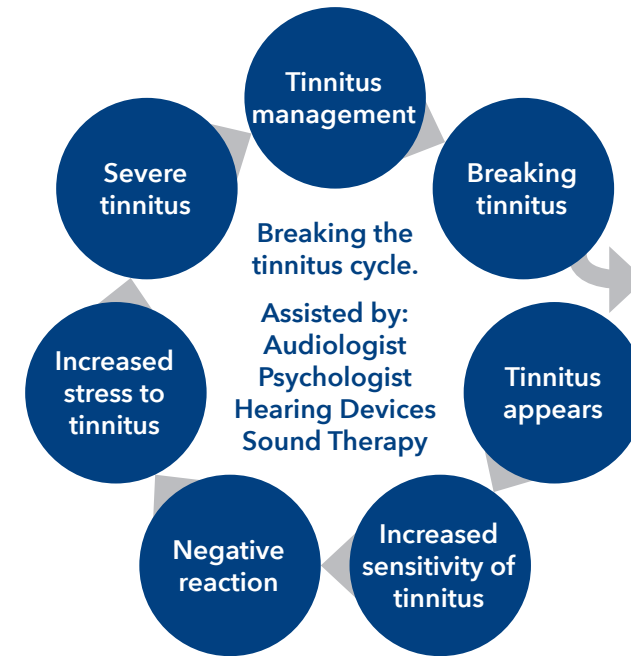 Tinnitus
management
Breaking
tinnitus
Tinnitus
appears
Increased
sensitivity of
tinnitus
Negative
reaction
Increased
stress to
tinnitus
Severe
tinnitus
Breaking the
tinnitus cycle.
Assisted by:
Audiologist
Psychologist
Hearing Devices
Sound Therapy